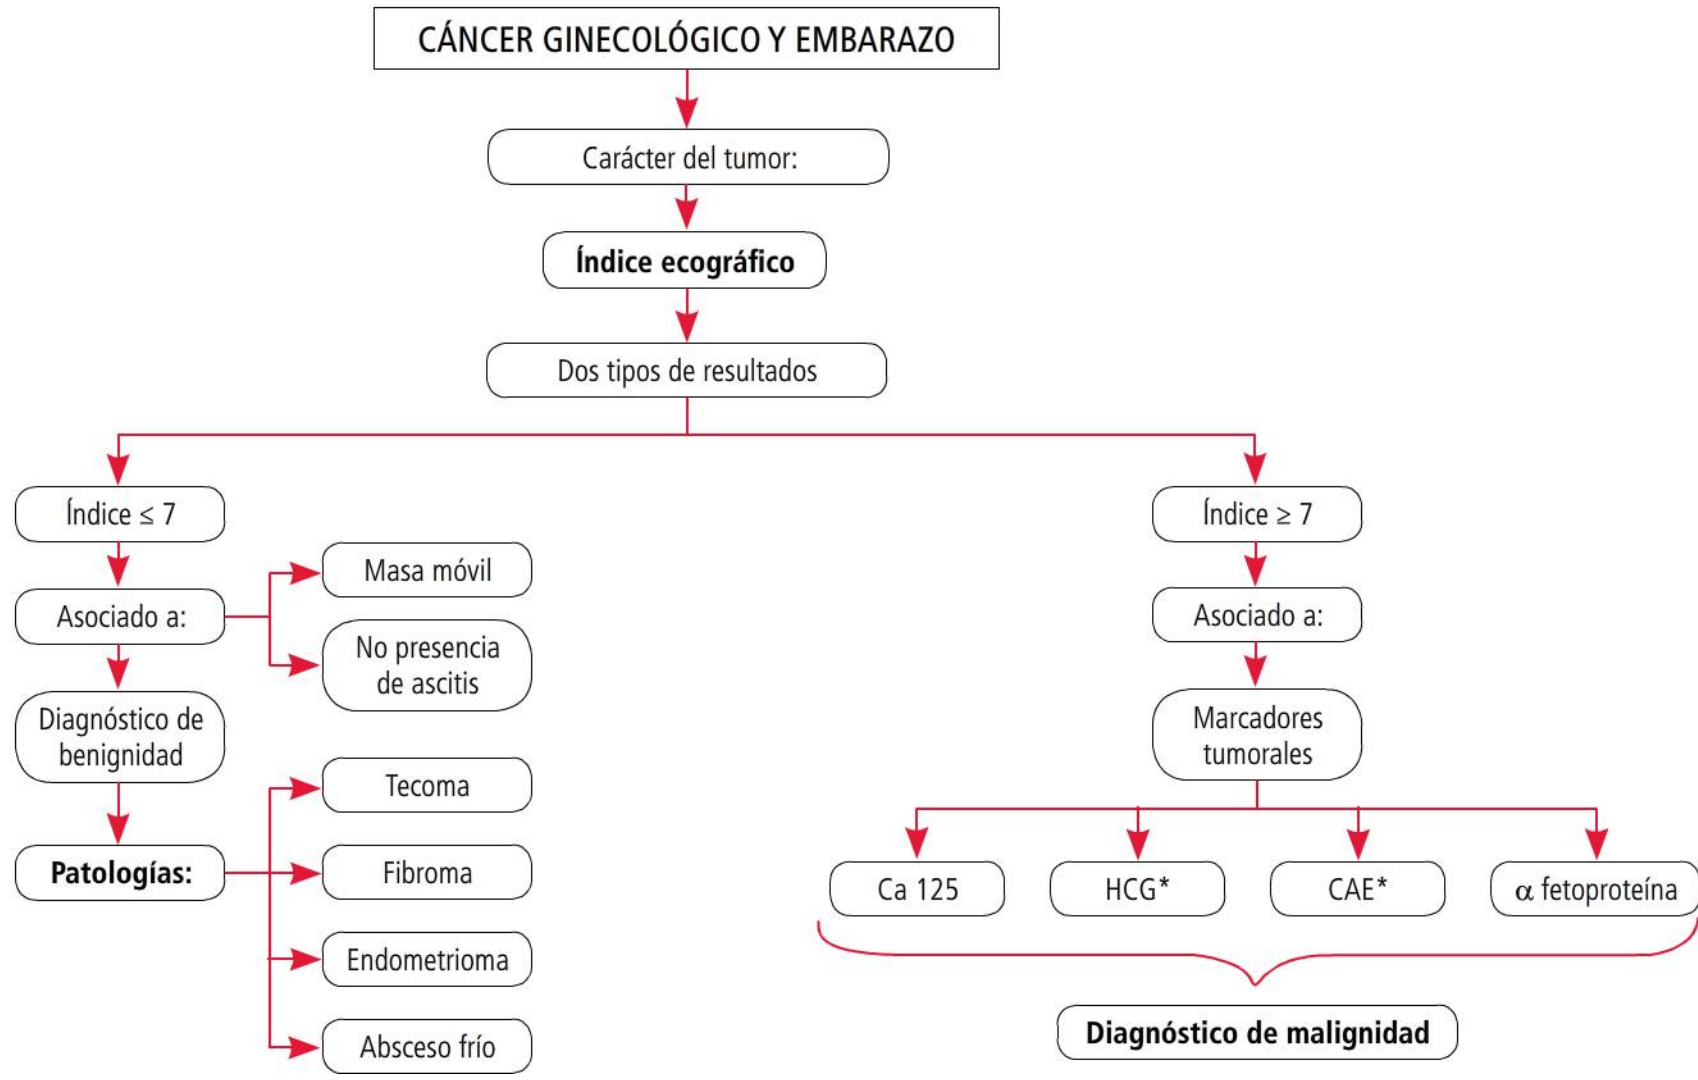 CÁNCER GINECOLÓGICO Y EMBARAZO
Carácter del tumor:
Índice ecográfico
Dos tipos de resultados
Índice ≤ 7
Asociado a:
Masa móvil
No presencia
de ascitis
Diagnóstico de
benignidad
Patologías:
Tecoma
Fibroma
Endometrioma
Absceso frío
Índice ≥ 7
Asociado a:
Marcadores
tumorales
Ca 125
HCG*
CAE*
α fetoproteína
Diagnóstico de malignidad